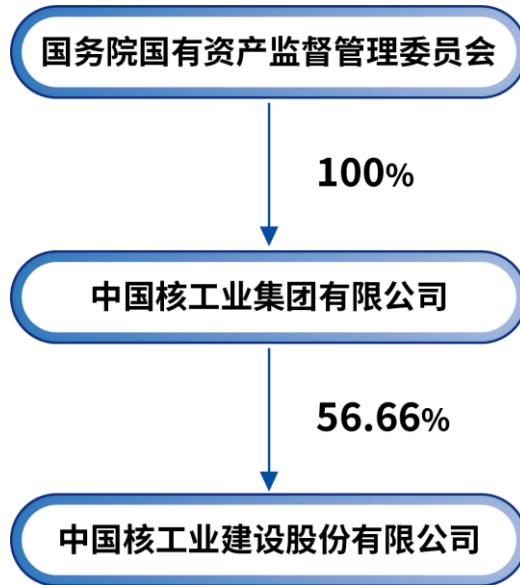 国务院国有资产监督管理委员会
100%
中国核工业集团有限公司
56.66%
中国核工业建设股份有限公司